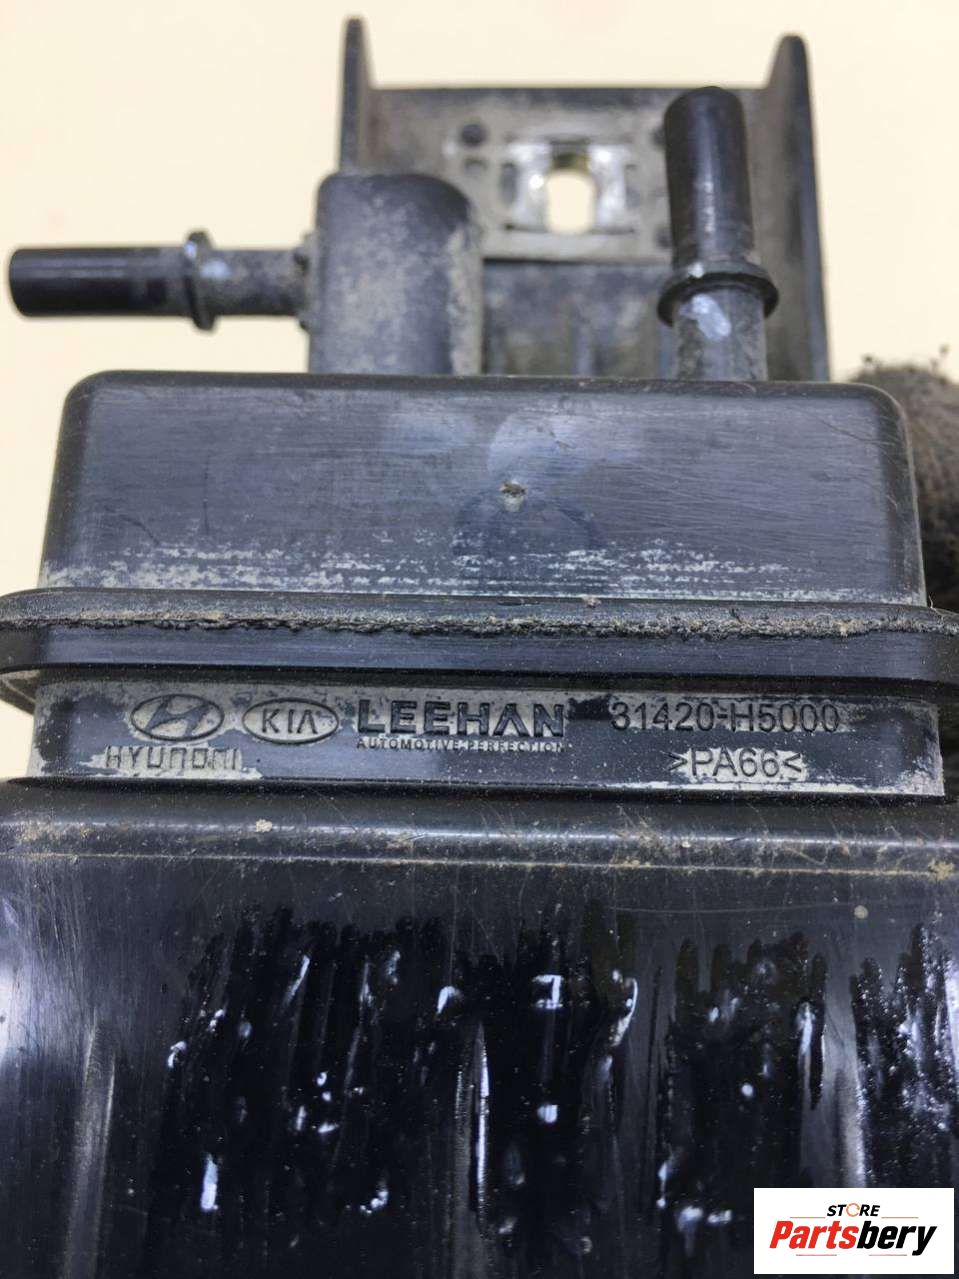 KIA LEEHAN 31420-H5000
HYUNDAI AUTOMOTIVE PERFECTION >PA66<
STORE
Partsbery